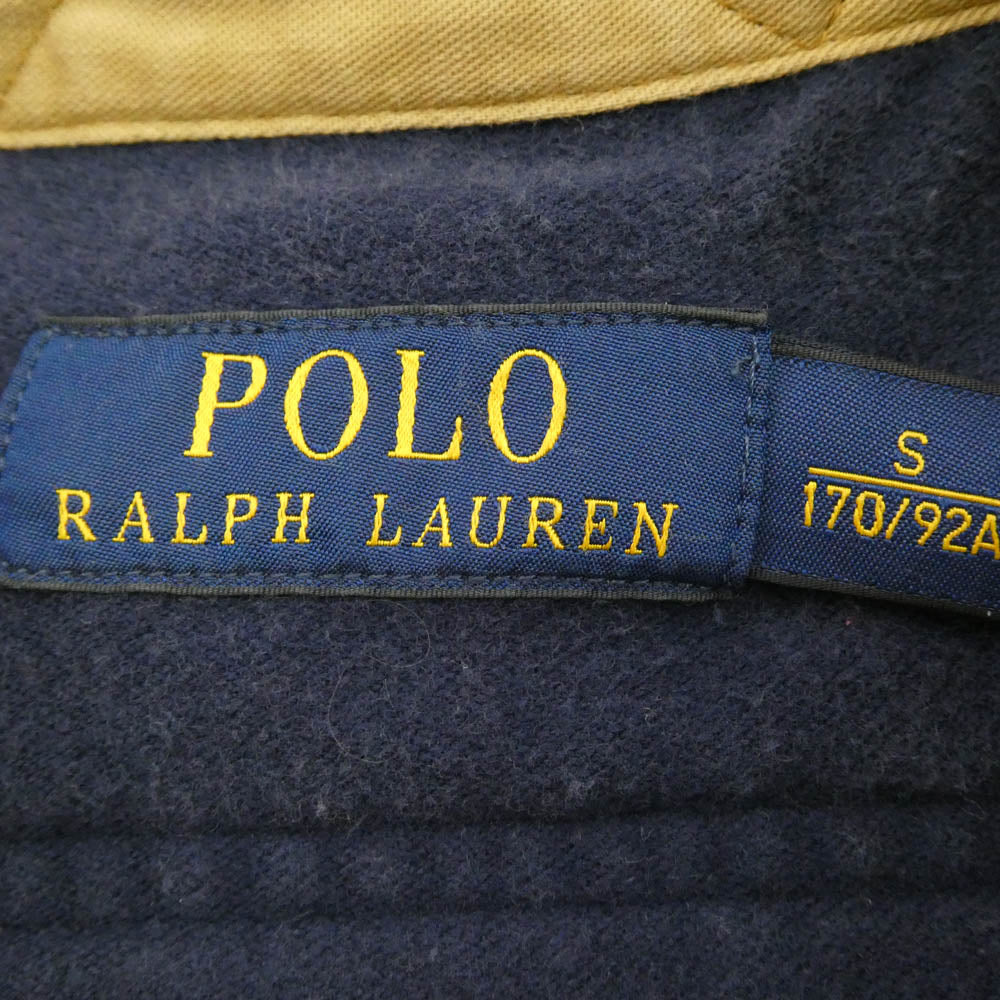 POLO
RALPH LAUREN
S
170/92A